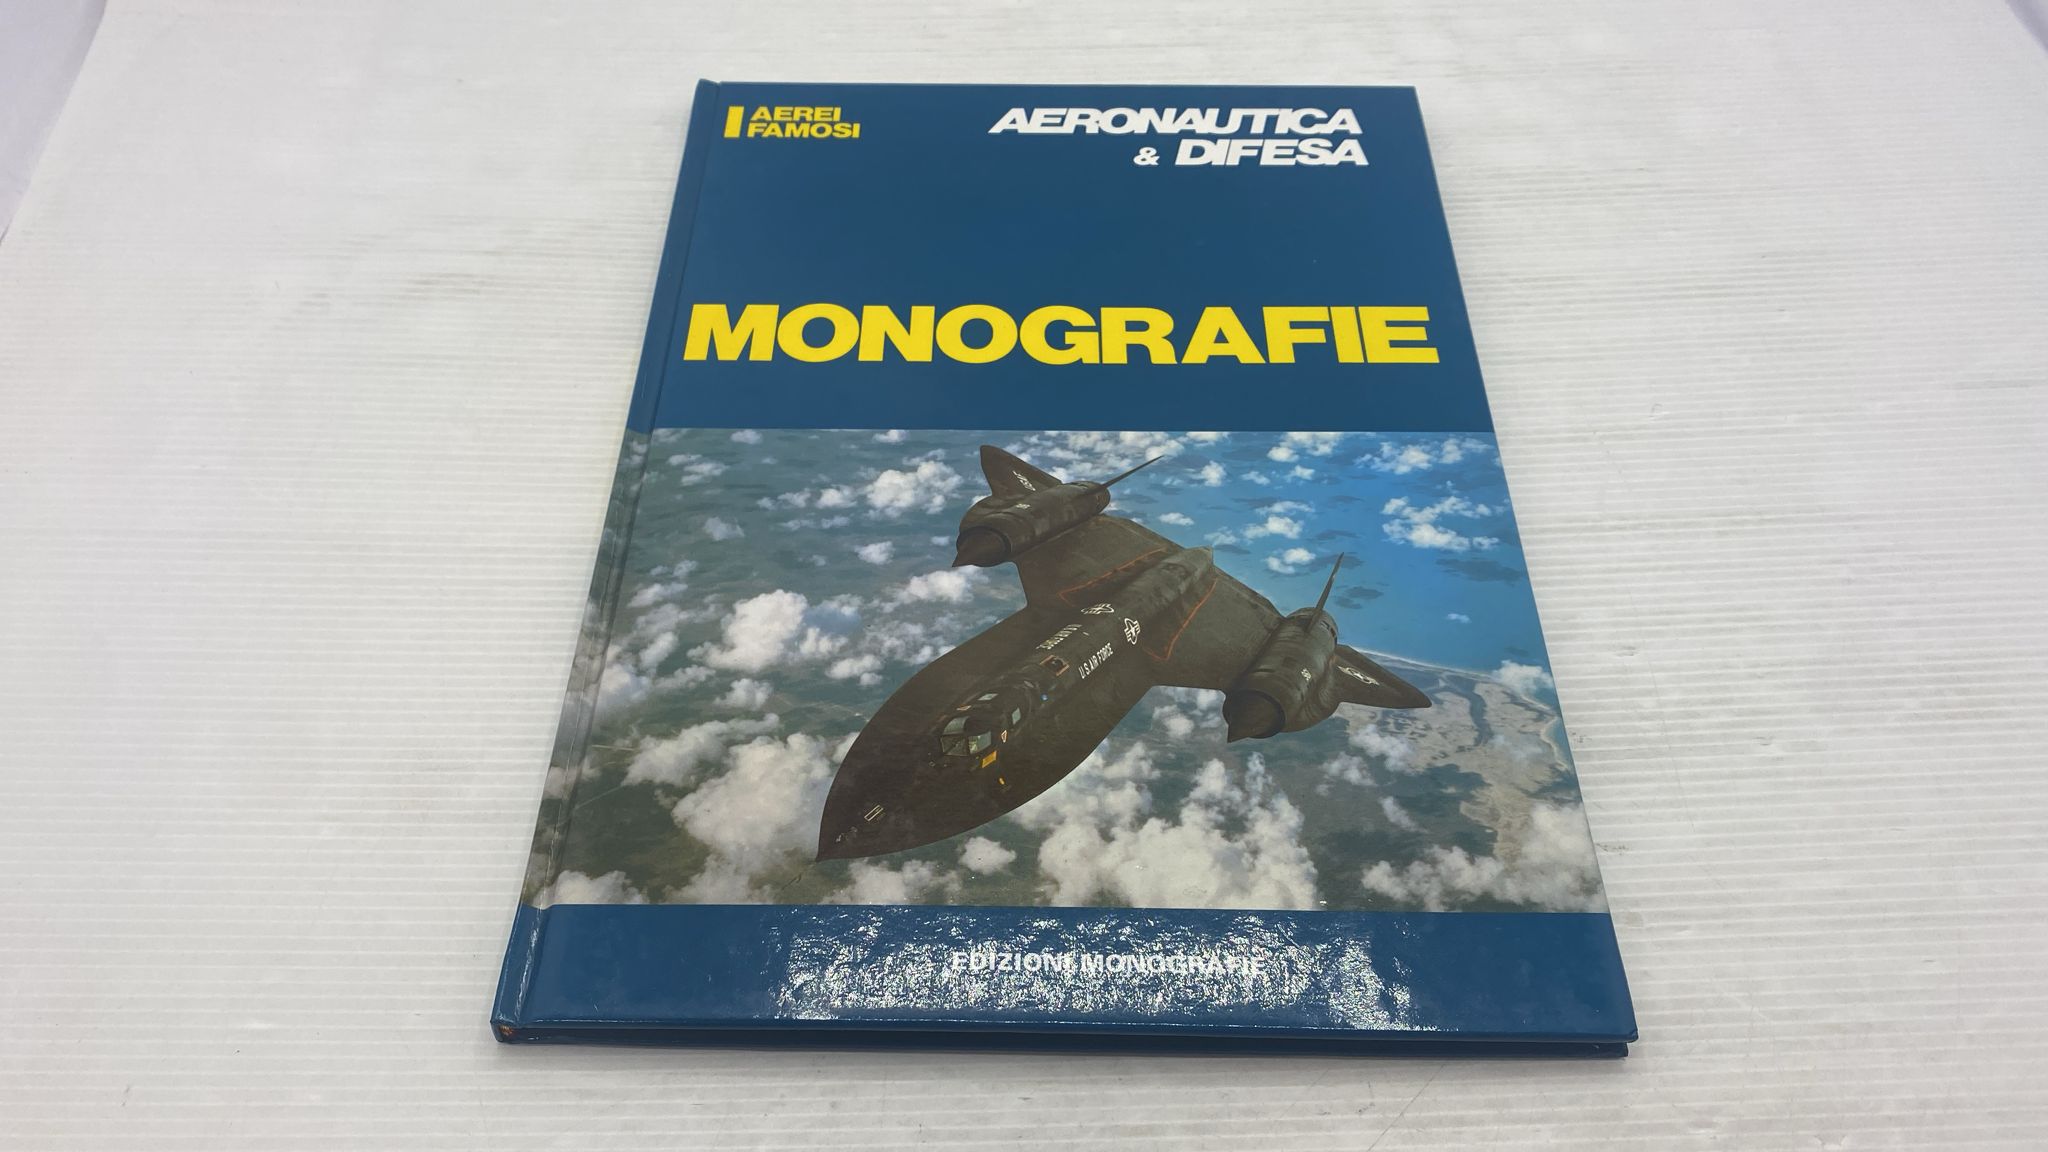 AEREI
FAMOSI
AERONAUTICA
& DIFESA
MONOGRAFIE
U.S. AIR FORCE
EDIZIONI MONOGRAFIE